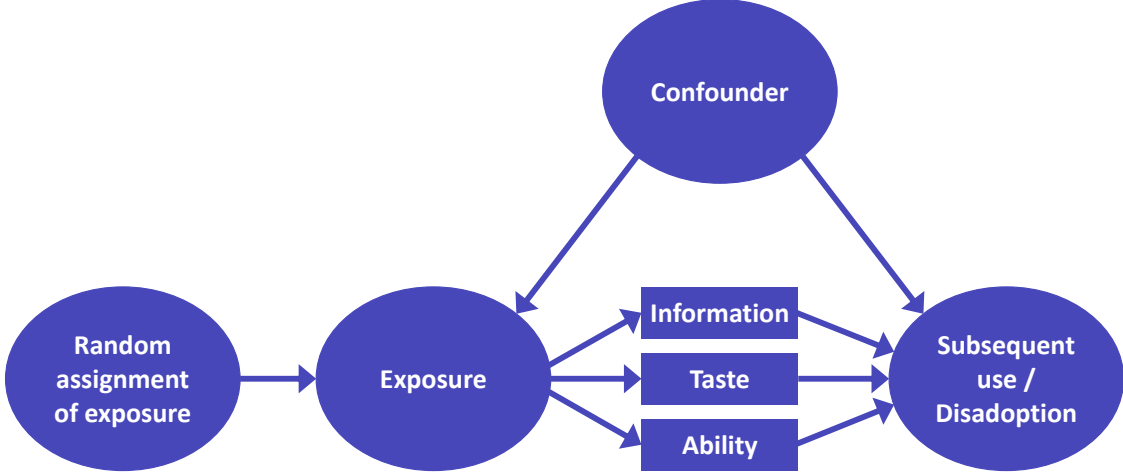 Confounder
Random
assignment
of exposure
Exposure
Information
Taste
Ability
Subsequent
use /
Disadoption